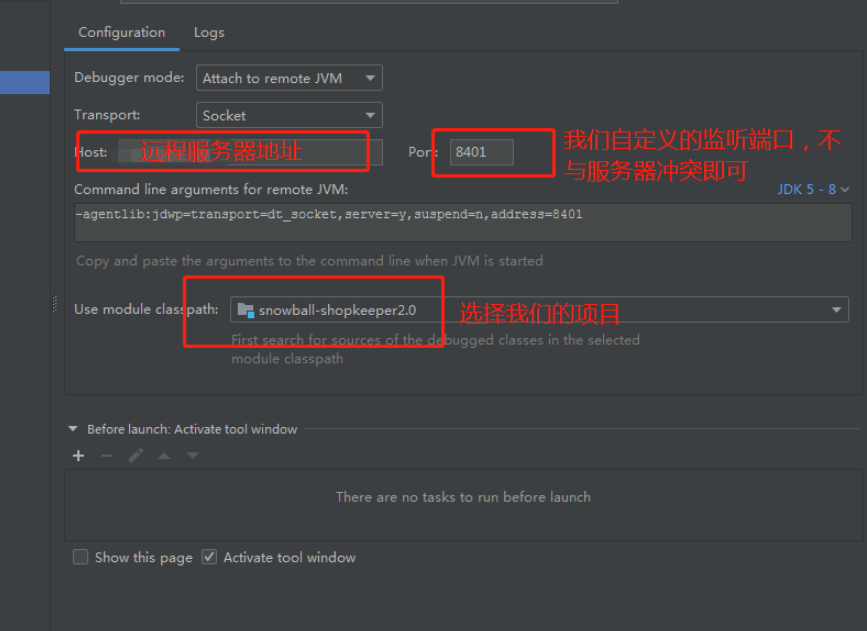 Configuration Logs
Debugger mode: Attach to remote JVM
Transport: Socket
Host: 远程服务器地址 Port: 8401 我们自定义的监听端口，不
与服务器冲突即可
Command line arguments for remote JVM: JDK 5 - 8
-agentlib:jdwp=transport=dt_socket,server=y,suspend=n,address=8401
Copy and paste the arguments to the command line when JVM is started
Use module classpath: snowball-shopkeeper2.0 选择我们的项目
First search for sources of the debugged classes in the selected
module classpath
Before launch: Activate tool window
There are no tasks to run before launch
Show this page Activate tool window